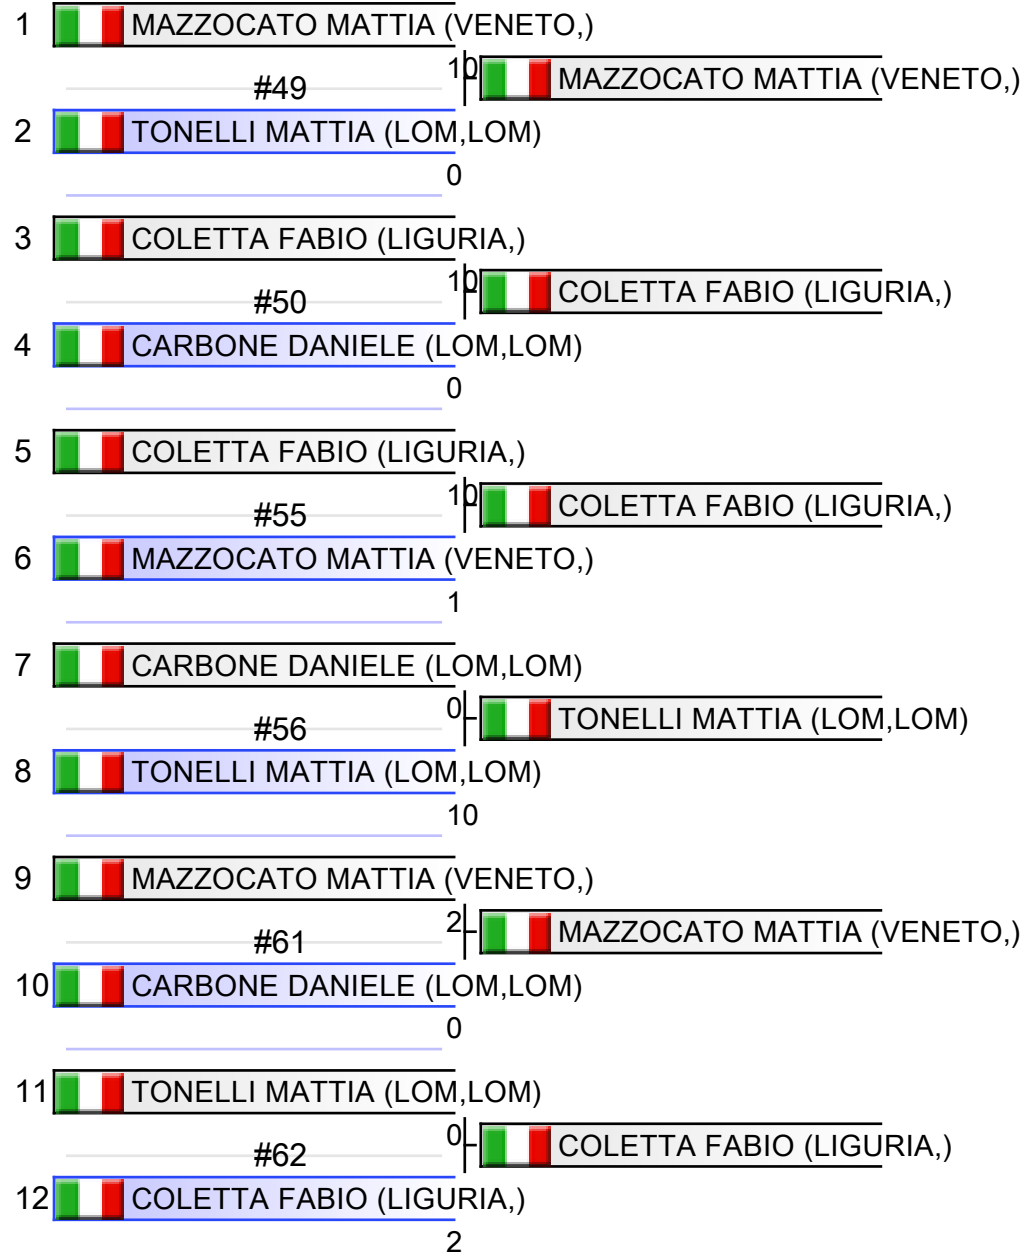 1 MAZZOCATO MATTIA (VENETO,)
10 MAZZOCATO MATTIA (VENETO,)
#49
2 TONELLI MATTIA (LOM,LOM)
0
3 COLETTA FABIO (LIGURIA,)
10 COLETTA FABIO (LIGURIA,)
#50
4 CARBONE DANIELE (LOM,LOM)
0
5 COLETTA FABIO (LIGURIA,)
10 COLETTA FABIO (LIGURIA,)
#55
6 MAZZOCATO MATTIA (VENETO,)
1
7 CARBONE DANIELE (LOM,LOM)
0 TONELLI MATTIA (LOM,LOM)
#56
8 TONELLI MATTIA (LOM,LOM)
10
9 MAZZOCATO MATTIA (VENETO,)
2 MAZZOCATO MATTIA (VENETO,)
#61
10 CARBONE DANIELE (LOM,LOM)
0
11 TONELLI MATTIA (LOM,LOM)
0 COLETTA FABIO (LIGURIA,)
#62
12 COLETTA FABIO (LIGURIA,)
2